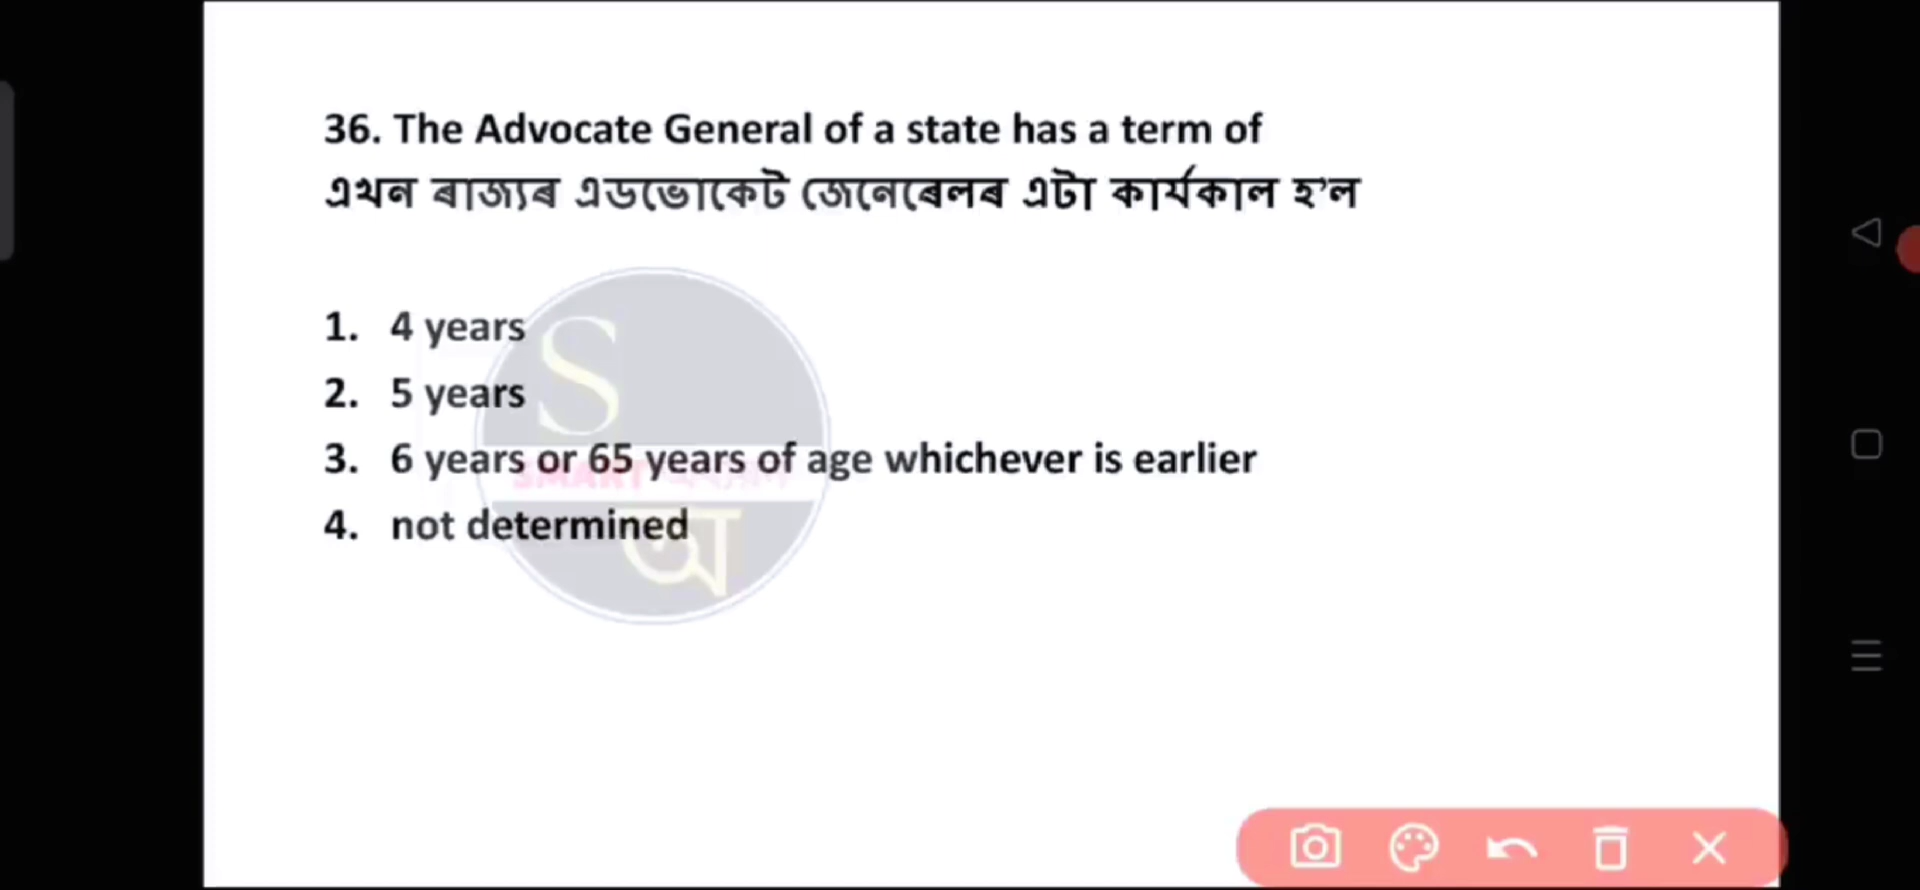 36. The Advocate General of a state has a term of
এখন ৰাজ্যৰ এডভোকেট জেনেৰেলৰ এটা কাৰ্যকাল হ'ল
1. 4 years
2. 5 years
3. 6 years or 65 years of age whichever is earlier
4. not determined
S
SMART
অ